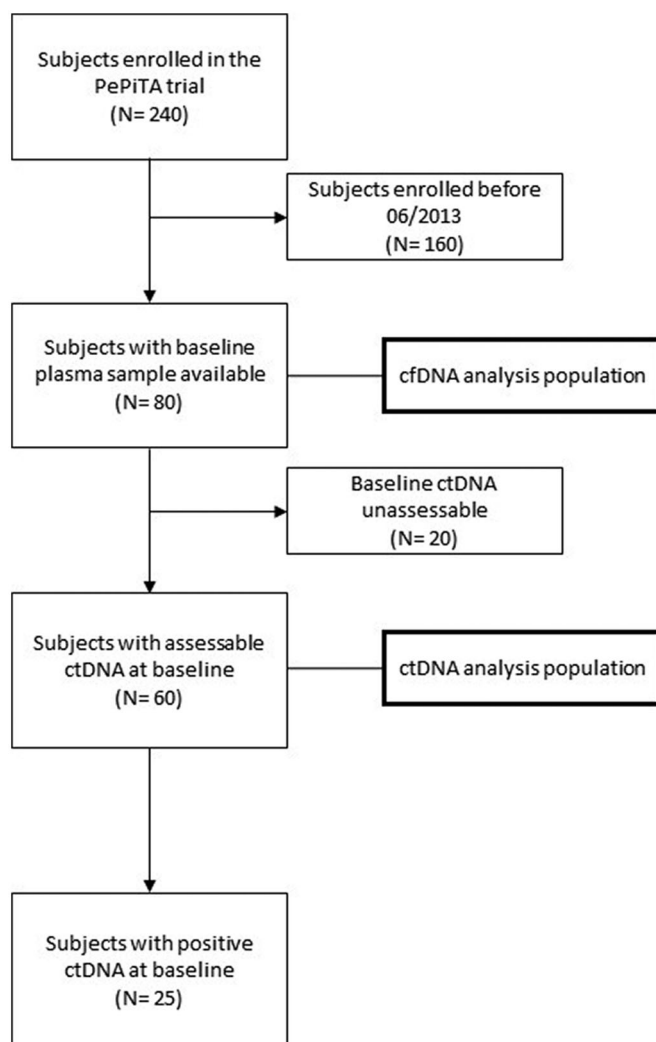 Subjects enrolled in the
PePiTA trial
(N= 240)
Subjects enrolled before
06/2013
(N= 160)
Subjects with baseline
plasma sample available
(N= 80)
cfDNA analysis population
Baseline ctDNA
unassessable
(N= 20)
Subjects with assessable
ctDNA at baseline
(N= 60)
ctDNA analysis population
Subjects with positive
ctDNA at baseline
(N= 25)